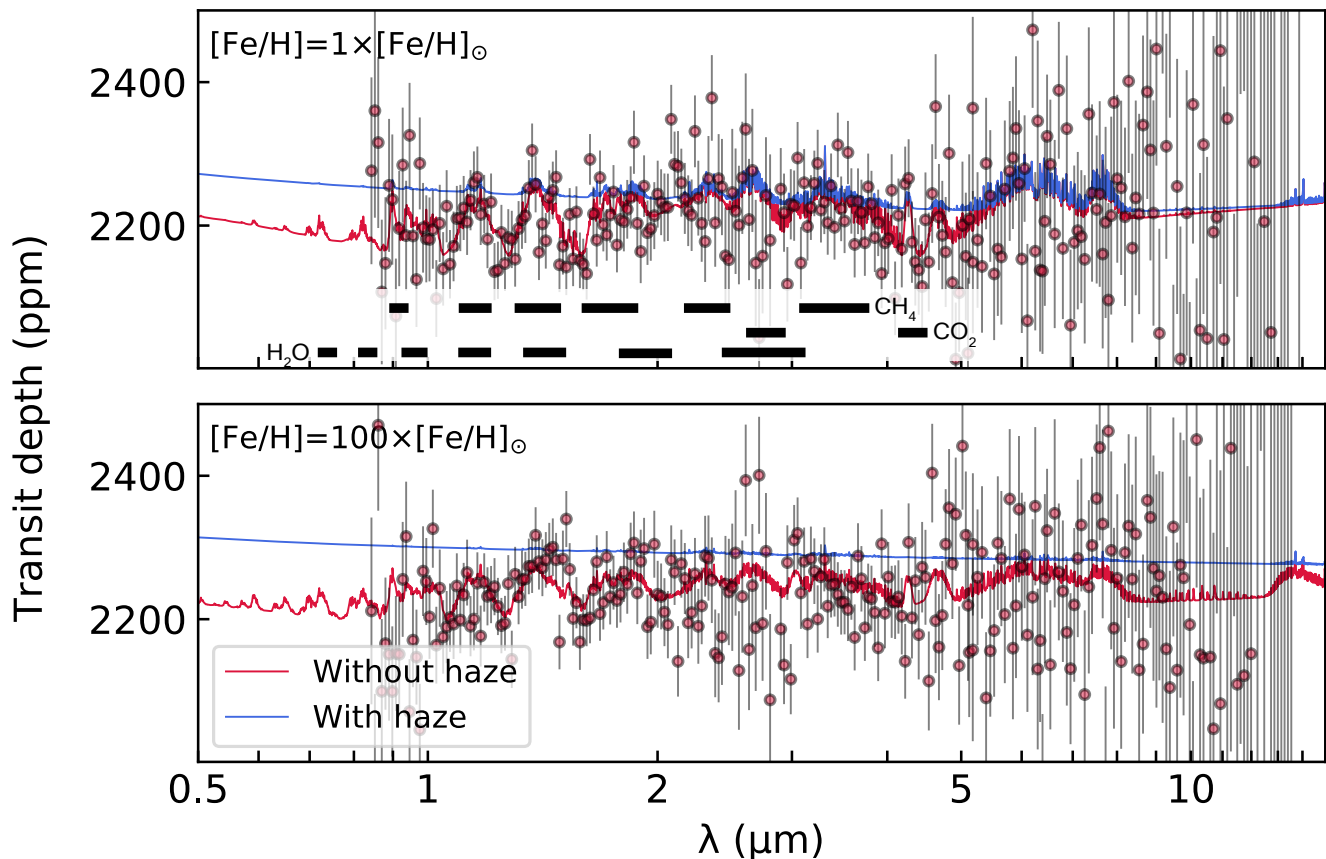 [Fe/H]=1×[Fe/H]⊙
2400
2200
CH₄
CO₂
H₂O
Transit depth (ppm)
[Fe/H]=100×[Fe/H]⊙
2400
2200
Without haze
With haze
0.5 1 2 5 10
λ (μm)